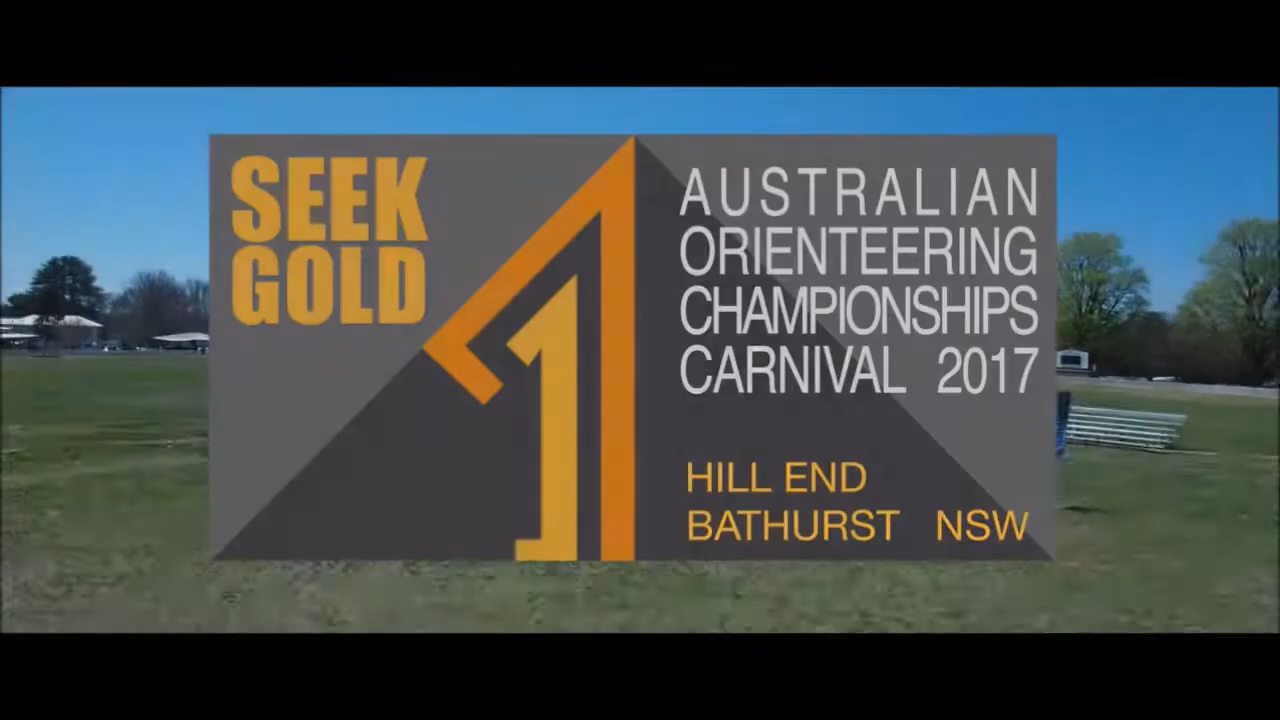 SEEK
GOLD
AUSTRALIAN
ORIENTEERING
CHAMPIONSHIPS
CARNIVAL 2017
HILL END
BATHURST NSW